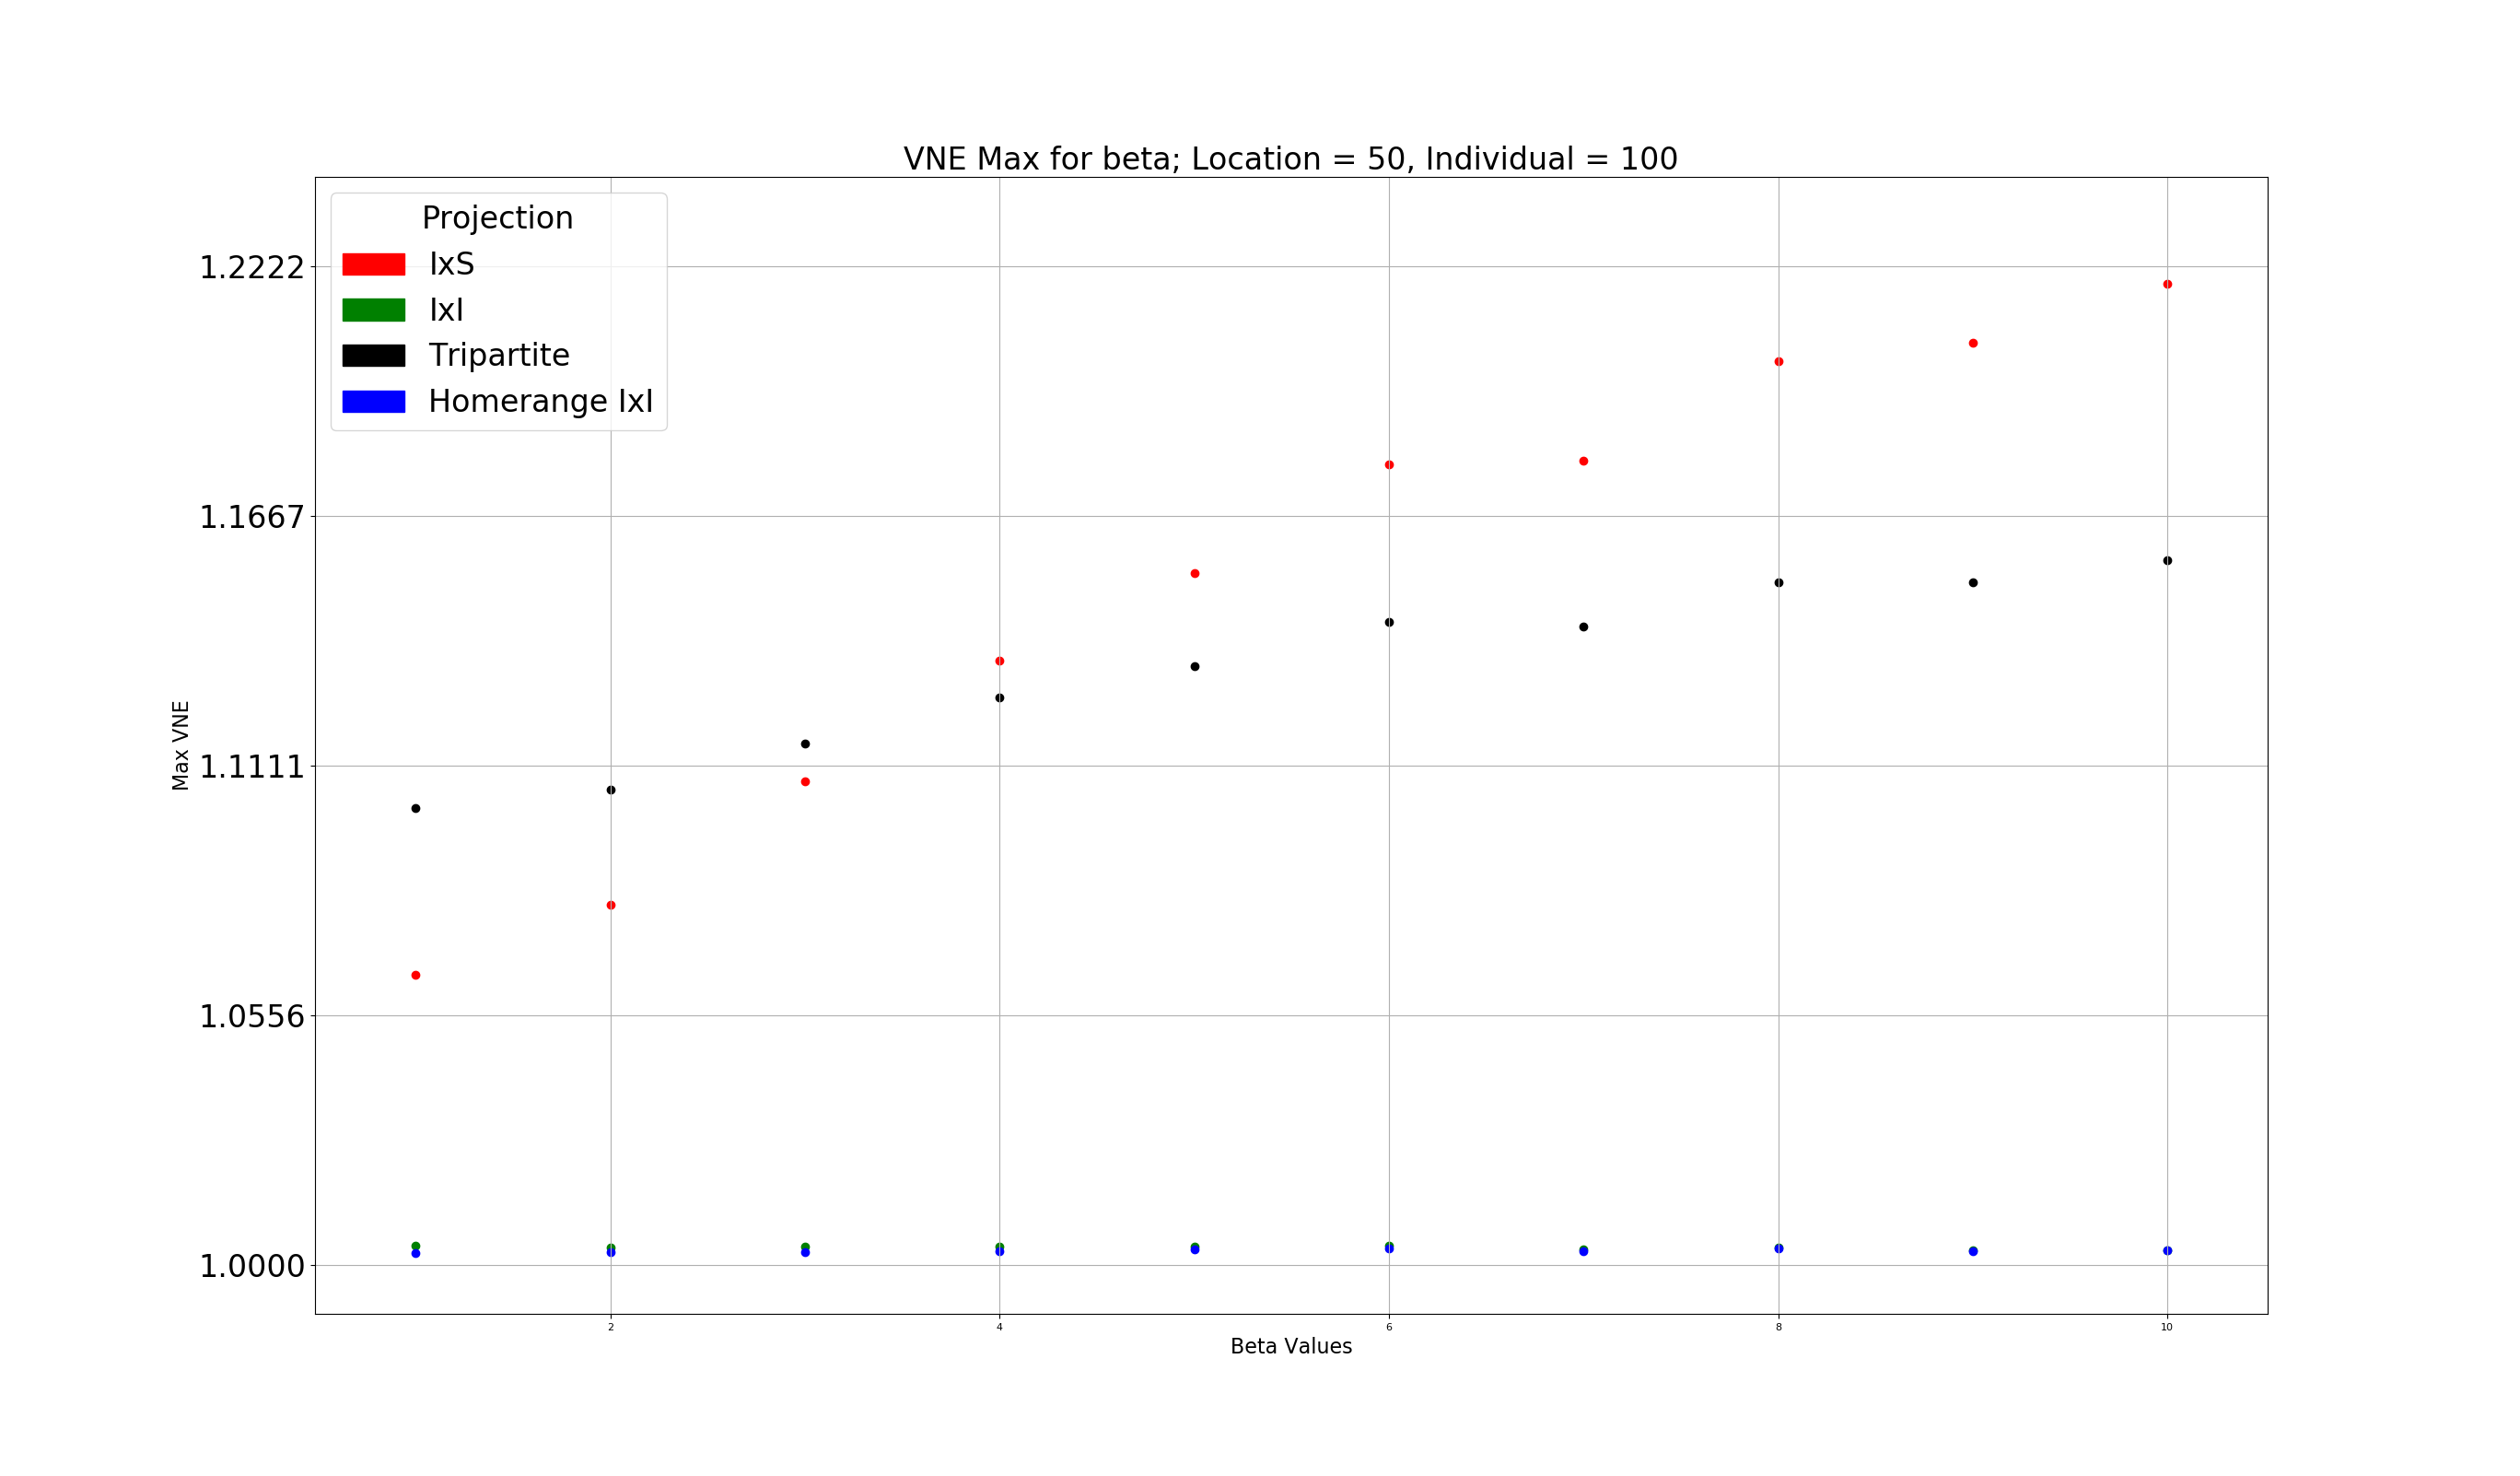 VNE Max for beta; Location = 50, Individual = 100
Projection
IxS
IxI
Tripartite
Homerange IxI
1.2222
1.1667
1.1111
1.0556
1.0000
Max VNE
2 4 6 8 10
Beta Values